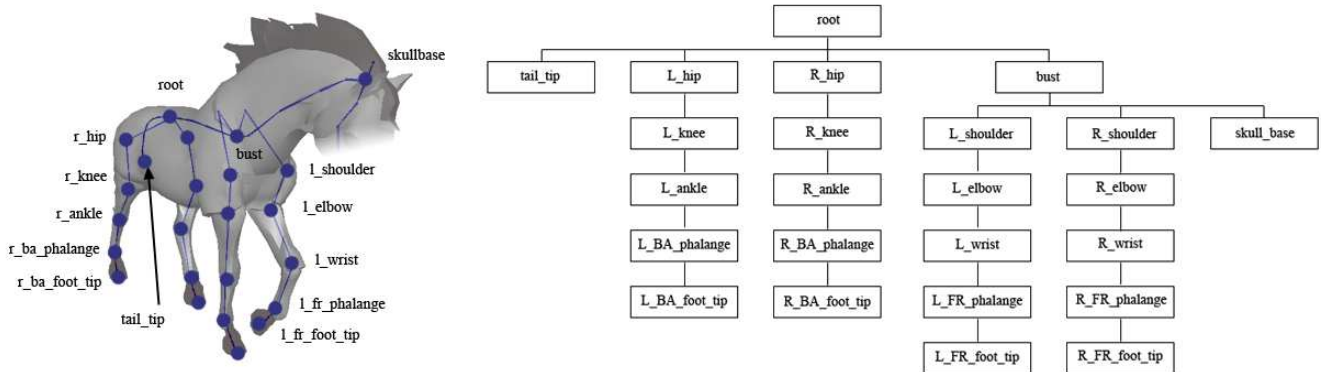 skullbase
root
r_hip
bust
l_shoulder
r_knee
l_elbow
r_ankle
r_ba_phalange
l_wrist
r_ba_foot_tip
l_fr_phalange
tail_tip
l_fr_foot_tip
root
tail_tip L_hip R_hip bust
L_knee R_knee L_shoulder R_shoulder skull_base
L_ankle R_ankle L_elbow R_elbow
L_BA_phalange R_BA_phalange L_wrist R_wrist
L_BA_foot_tip R_BA_foot_tip L_FR_phalange R_FR_phalange
L_FR_foot_tip R_FR_foot_tip